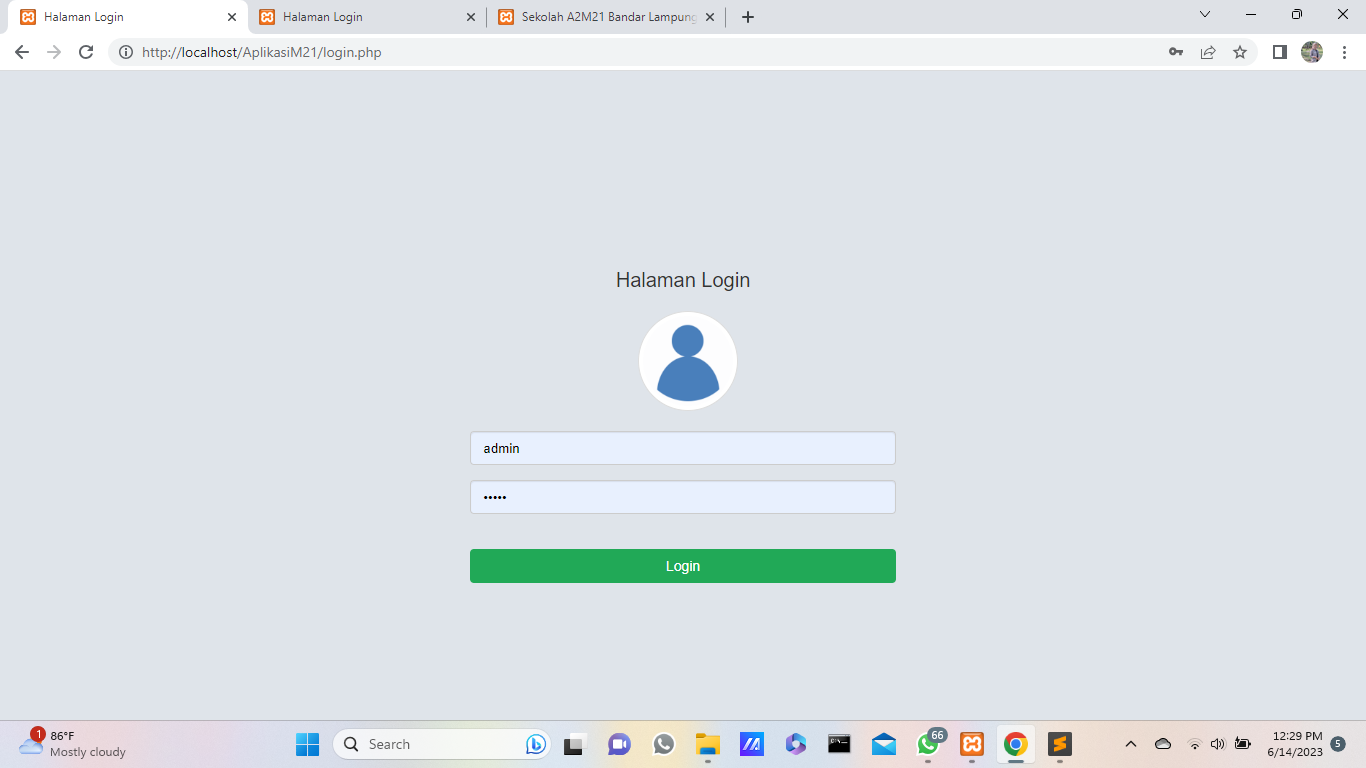 Halaman Login
Halaman Login
Sekolah A2M21 Bandar Lampung
http://localhost/AplikasiM21/login.php
Halaman Login
admin
•••••
Login
1
86°F
Mostly cloudy
Search
66
12:29 PM
6/14/2023
5